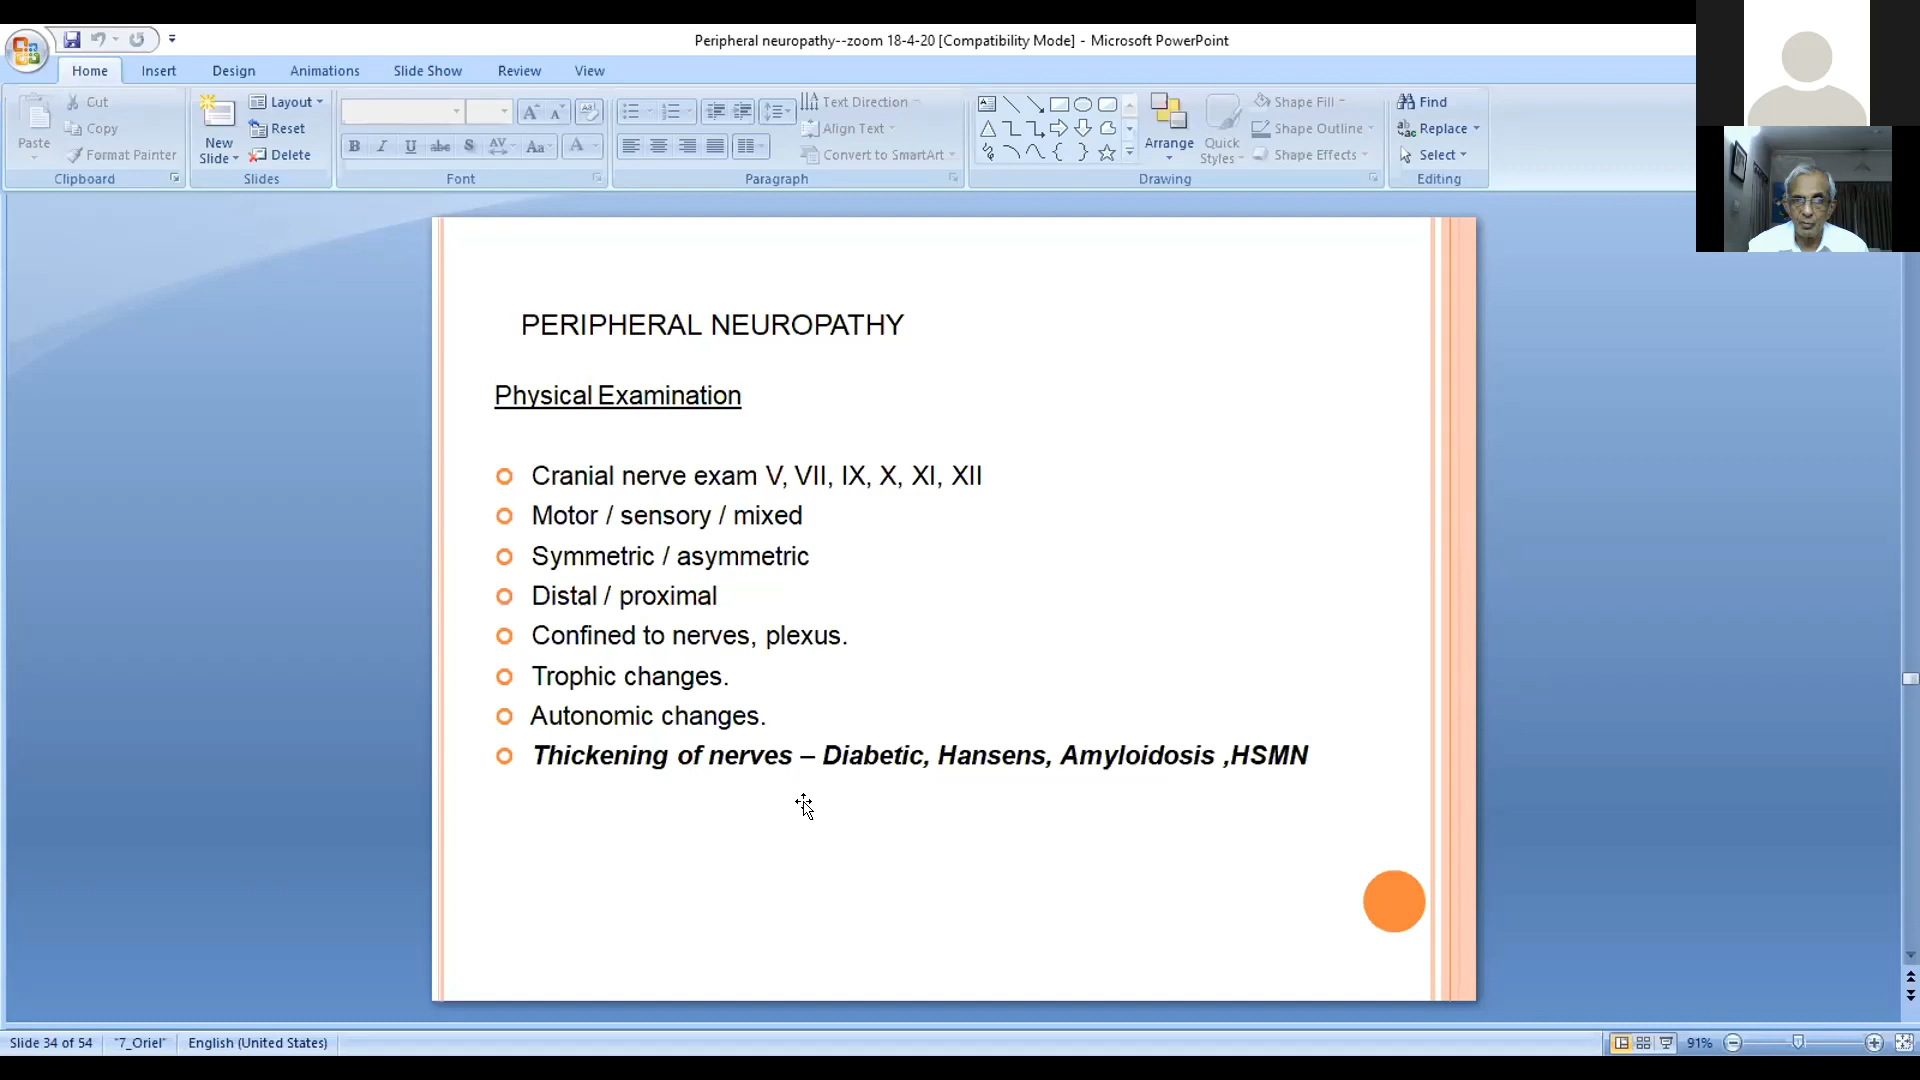 Peripheral neuropathy--zoom 18-4-20 [Compatibility Mode] - Microsoft PowerPoint
Home Insert Design Animations Slide Show Review View
Paste
Cut
Copy
Format Painter
Clipboard
New Slide
Layout
Reset
Delete
Slides
B I U abc S AV Aa A
Font
Text Direction
Align Text
Convert to SmartArt
Paragraph
Arrange
Quick Styles
Shape Fill
Shape Outline
Shape Effects
Drawing
Find
Replace
Select
Editing
PERIPHERAL NEUROPATHY
Physical Examination
Cranial nerve exam V, VII, IX, X, XI, XII
Motor / sensory / mixed
Symmetric / asymmetric
Distal / proximal
Confined to nerves, plexus.
Trophic changes.
Autonomic changes.
Thickening of nerves – Diabetic, Hansens, Amyloidosis ,HSMN
Slide 34 of 54 "7_Oriel" English (United States) 91%